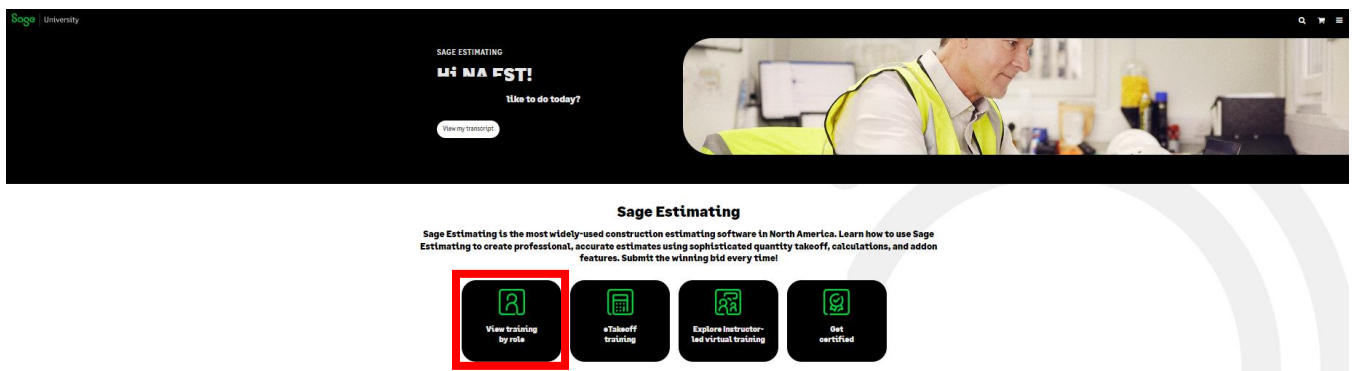 Sage University
SAGE ESTIMATING
Hi NA EST!
like to do today?
View my transcript
Sage Estimating
Sage Estimating is the most widely-used construction estimating software in North America. Learn how to use Sage
Estimating to create professional, accurate estimates using sophisticated quantity takeoff, calculations, and addon
features. Submit the winning bid every time!
View training
by role
eTakeoff
training
Explore Instructor-
led virtual training
Get
certified